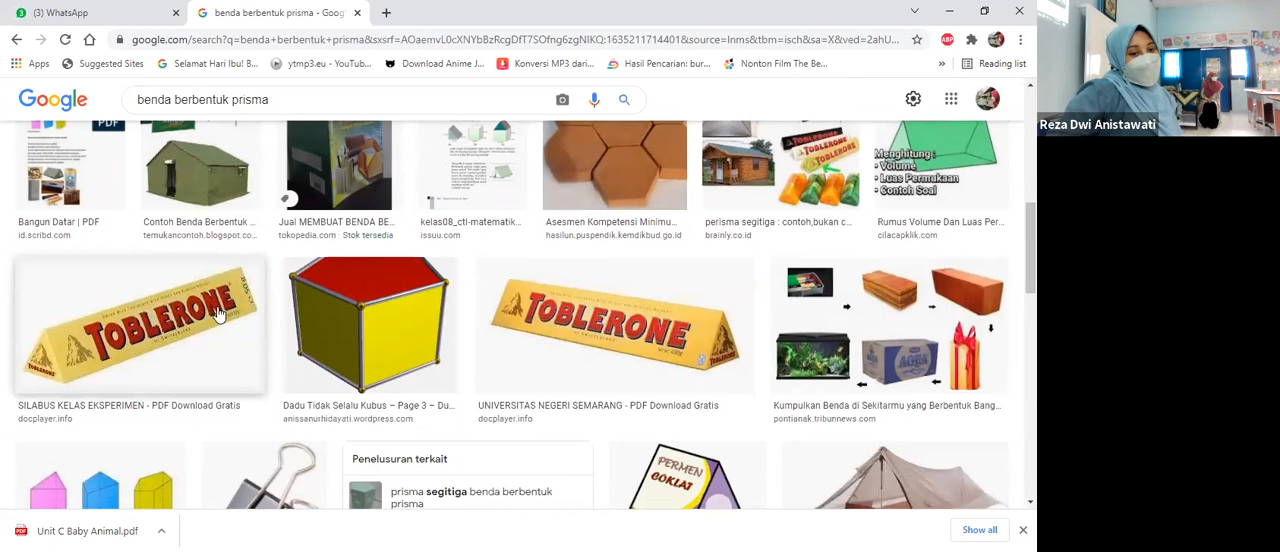 (3) WhatsApp
benda berbentuk prisma - Goog
google.com/search?q=benda+berbentuk+prisma&sxsrf=AOaemvL0cXNYbBzRcgDfT7SOfng6zgNIKQ:1635211714401&source=lnms&tbm=isch&sa=X&ved=2ahU...
Apps
Suggested Sites
Selamat Hari Ibu! B...
ytmp3.eu - YouTub...
Download Anime J...
Konversi MP3 dari...
Hasil Pencarian: bur...
Nonton Film The Be...
»
Reading list
Google
benda berbentuk prisma
PDF
TOBLERONE
Menghitung :
• Volume
• Luas Permukaan
• Contoh Soal
Bangun Datar | PDF
id.scribd.com
Contoh Benda Berbentuk ...
temukancontoh.blogspot.co...
Jual MEMBUAT BENDA BE...
tokopedia.com · Stok tersedia
kelas08_ctl-matematik...
issuu.com
Asesmen Kompetensi Minimu...
hasilun.puspendik.kemdikbud.go.id
perisma segitiga : contoh,bukan c...
brainly.co.id
Rumus Volume Dan Luas Per...
cilacapklik.com
TOBLERONE
TOBLERONE
AQUA
SILABUS KELAS EKSPERIMEN - PDF Download Gratis
docplayer.info
Dadu Tidak Selalu Kubus – Page 3 – Du...
anissanurhidayati.wordpress.com
UNIVERSITAS NEGERI SEMARANG - PDF Download Gratis
docplayer.info
Kumpulkan Benda di Sekitarmu yang Berbentuk Bang...
pontianak.tribunnews.com
Penelusuran terkait
prisma segitiga benda berbentuk
prisma
PERMEN
COKLAT
Unit C Baby Animal.pdf
Show all
Reza Dwi Anistawati